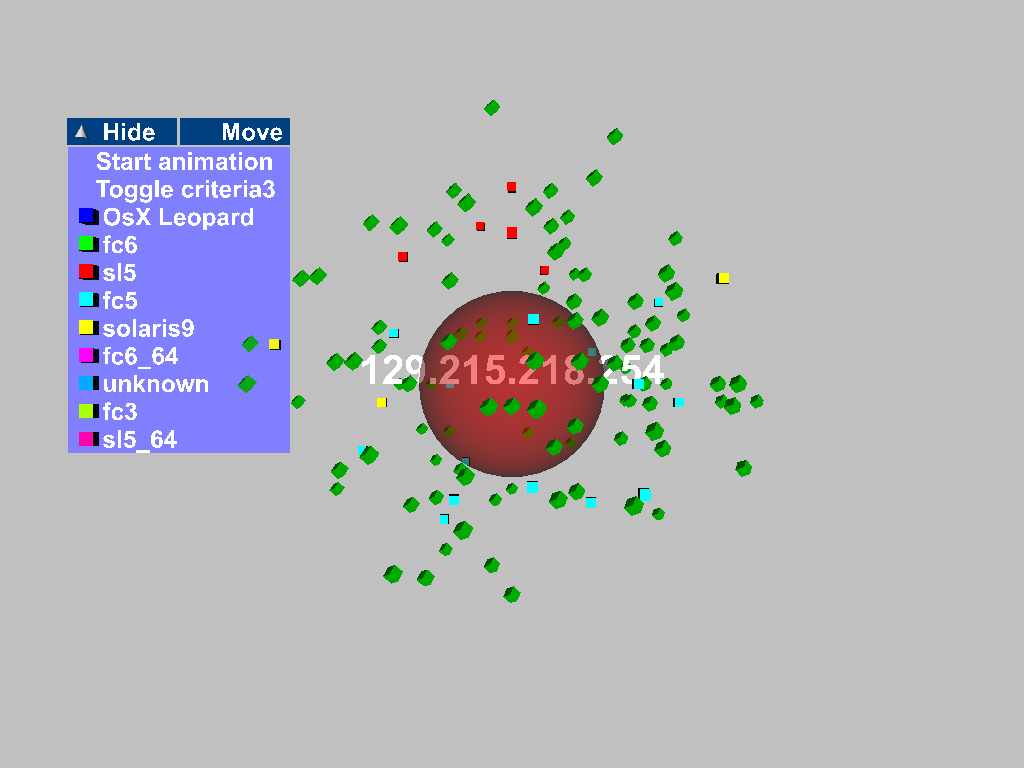 Hide Move
Start animation
Toggle criteria3
OsX Leopard
fc6
sl5
fc5
solaris9
fc6_64
unknown
fc3
sl5_64
129.215.218.254